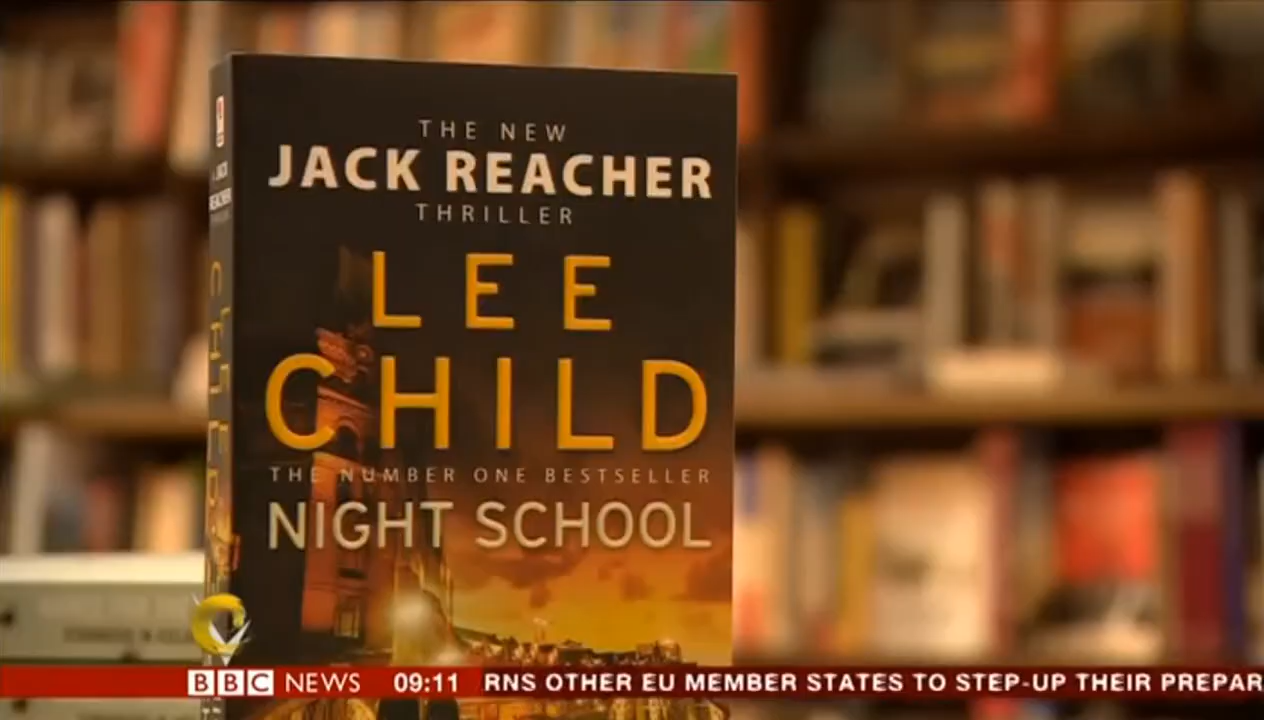 THE NEW
JACK REACHER
THRILLER
LEE
CHILD
THE NUMBER ONE BESTSELLER
NIGHT SCHOOL
BBC NEWS 09:11 RNS OTHER EU MEMBER STATES TO STEP-UP THEIR PREPAR